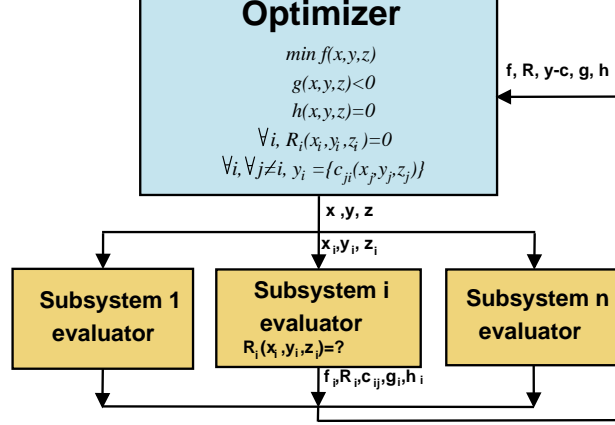 Optimizer
min f(x,y,z)
g(x,y,z)<0
h(x,y,z)=0
∀i, Rᵢ(xᵢ,yᵢ,zᵢ)=0
∀i, ∀j≠i, yᵢ ={cⱼᵢ(xⱼ,yⱼ,zⱼ)}
f, R, y-c, g, h
x ,y, z
xᵢ,yᵢ, zᵢ
Subsystem 1
evaluator
Subsystem i
evaluator
Rᵢ(xᵢ,yᵢ,zᵢ)=?
Subsystem n
evaluator
fᵢ,Rᵢ,cᵢⱼ,gᵢ,hᵢ